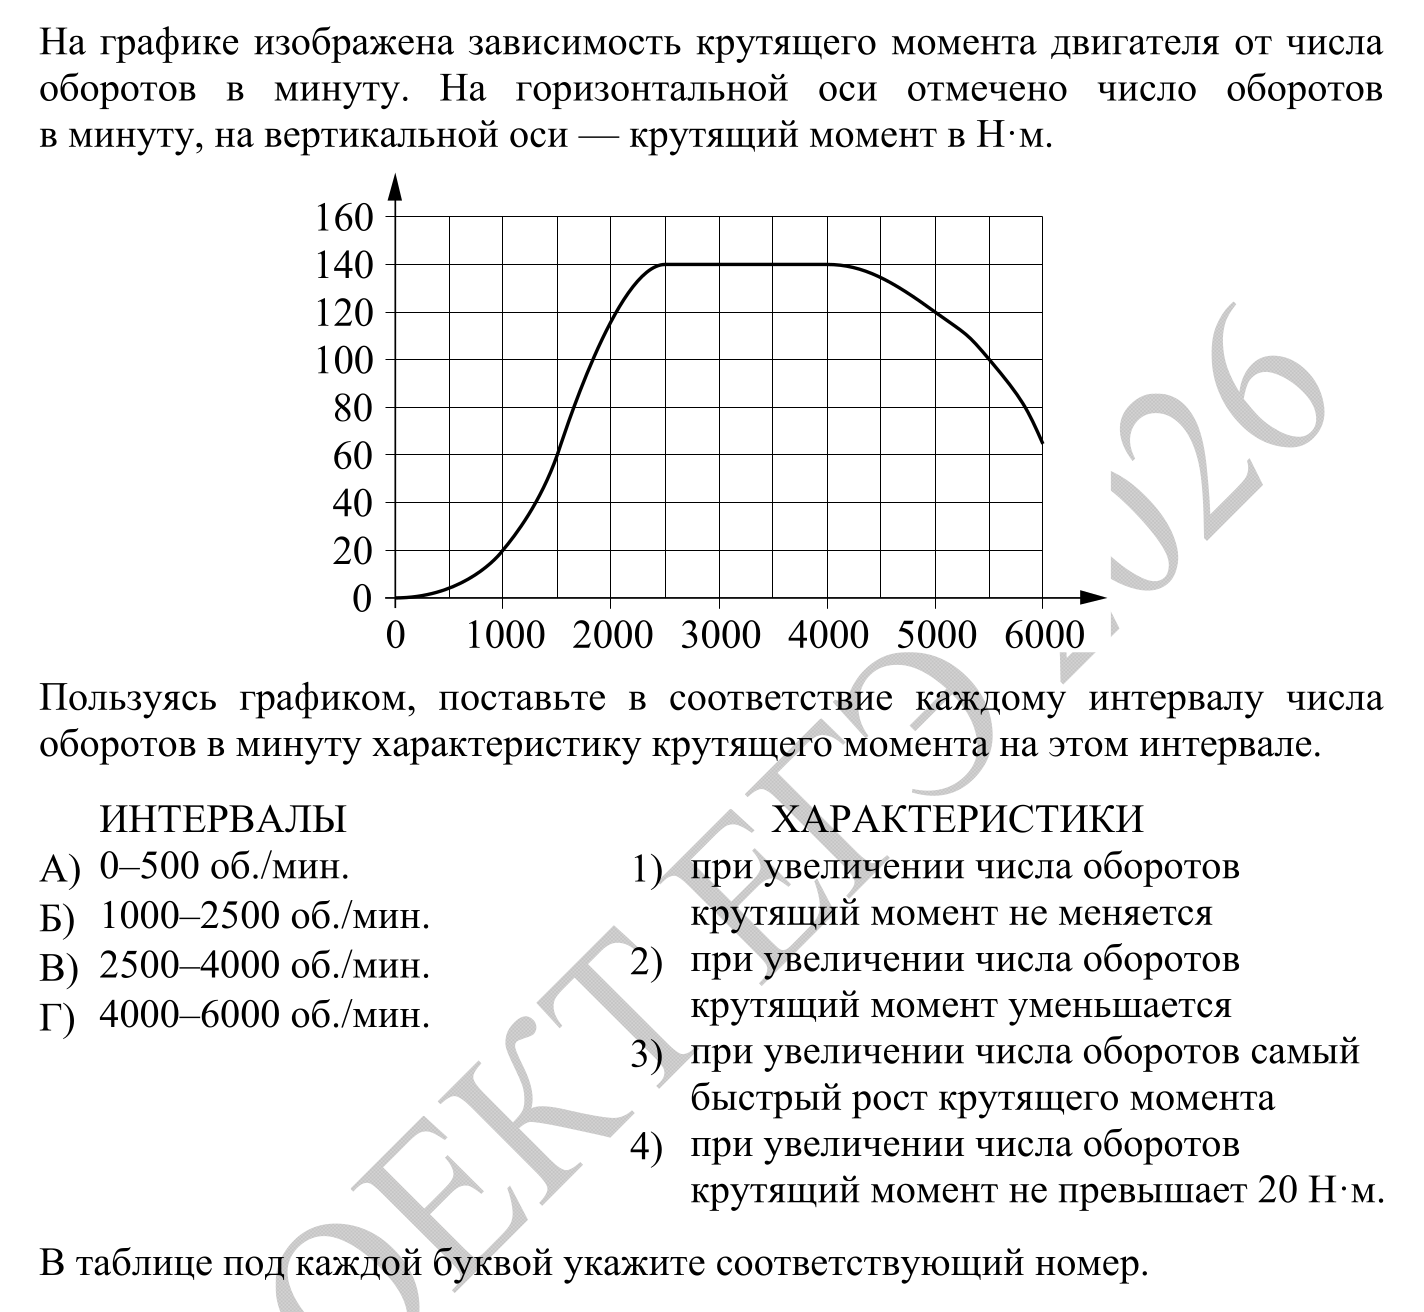 На графике изображена зависимость крутящего момента двигателя от числа
оборотов в минуту. На горизонтальной оси отмечено число оборотов
в минуту, на вертикальной оси — крутящий момент в Н·м.
160
140
120
100
80
60
40
20
0
0 1000 2000 3000 4000 5000 6000
Пользуясь графиком, поставьте в соответствие каждому интервалу числа
оборотов в минуту характеристику крутящего момента на этом интервале.
ИНТЕРВАЛЫ
А) 0–500 об./мин.
Б) 1000–2500 об./мин.
В) 2500–4000 об./мин.
Г) 4000–6000 об./мин.
ХАРАКТЕРИСТИКИ
1) при увеличении числа оборотов
крутящий момент не меняется
2) при увеличении числа оборотов
крутящий момент уменьшается
3) при увеличении числа оборотов самый
быстрый рост крутящего момента
4) при увеличении числа оборотов
крутящий момент не превышает 20 Н·м.
В таблице под каждой буквой укажите соответствующий номер.
ОЕКТ ЕГЭ 2026